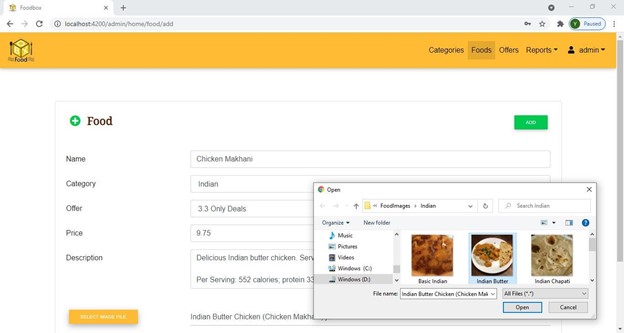 Foodbox
localhost:4200/admin/home/food/add
Paused
food
Categories Foods Offers Reports admin
Food
ADD
Name Chicken Makhani
Category Indian
Offer 3.3 Only Deals
Price 9.75
Description Delicious Indian butter chicken. Serv
Per Serving: 552 calories; protein 33
SELECT IMAGE FILE
Indian Butter Chicken (Chicken Makha
Open
« FoodImages › Indian
Search Indian
Organize New folder
Music
Pictures
Videos
Windows (C:)
Windows (D:)
Basic Indian
Indian Butter
Indian Chapati
File name: Indian Butter Chicken (Chicken Mak
All Files (*.*)
Open Cancel